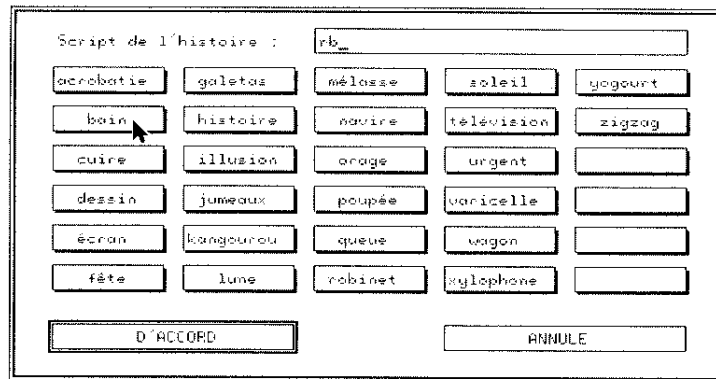 Script de l'histoire : rb_
acrobatie galetas mélasse soleil yogourt
bain histoire navire télévision zigzag
cuire illusion orage urgent
dessin jumeaux poupée varicelle
écran kangourou queue wagon
fête lune robinet xylophone
D'ACCORD ANNULE